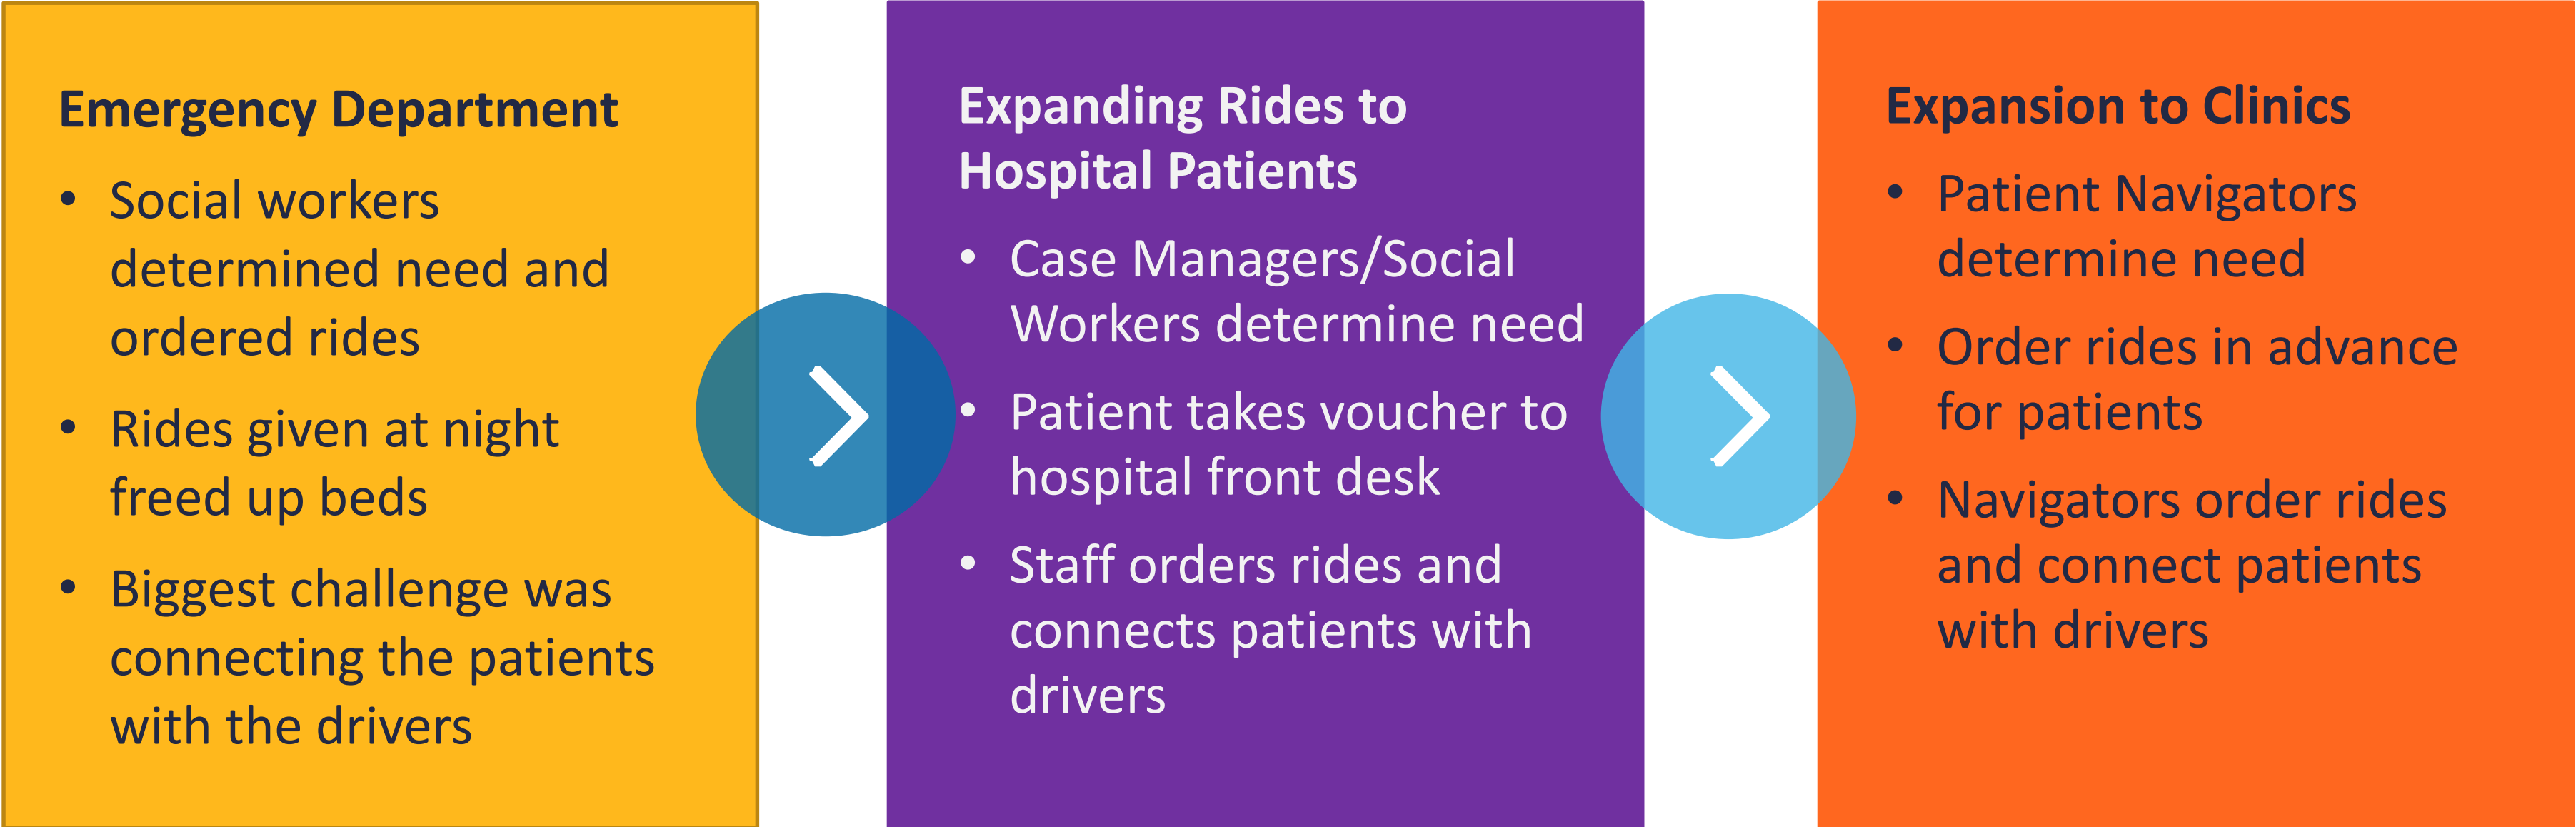 Emergency Department
• Social workers
determined need and
ordered rides
• Rides given at night
freed up beds
• Biggest challenge was
connecting the patients
with the drivers
Expanding Rides to
Hospital Patients
• Case Managers/Social
Workers determine need
• Patient takes voucher to
hospital front desk
• Staff orders rides and
connects patients with
drivers
Expansion to Clinics
• Patient Navigators
determine need
• Order rides in advance
for patients
• Navigators order rides
and connect patients
with drivers